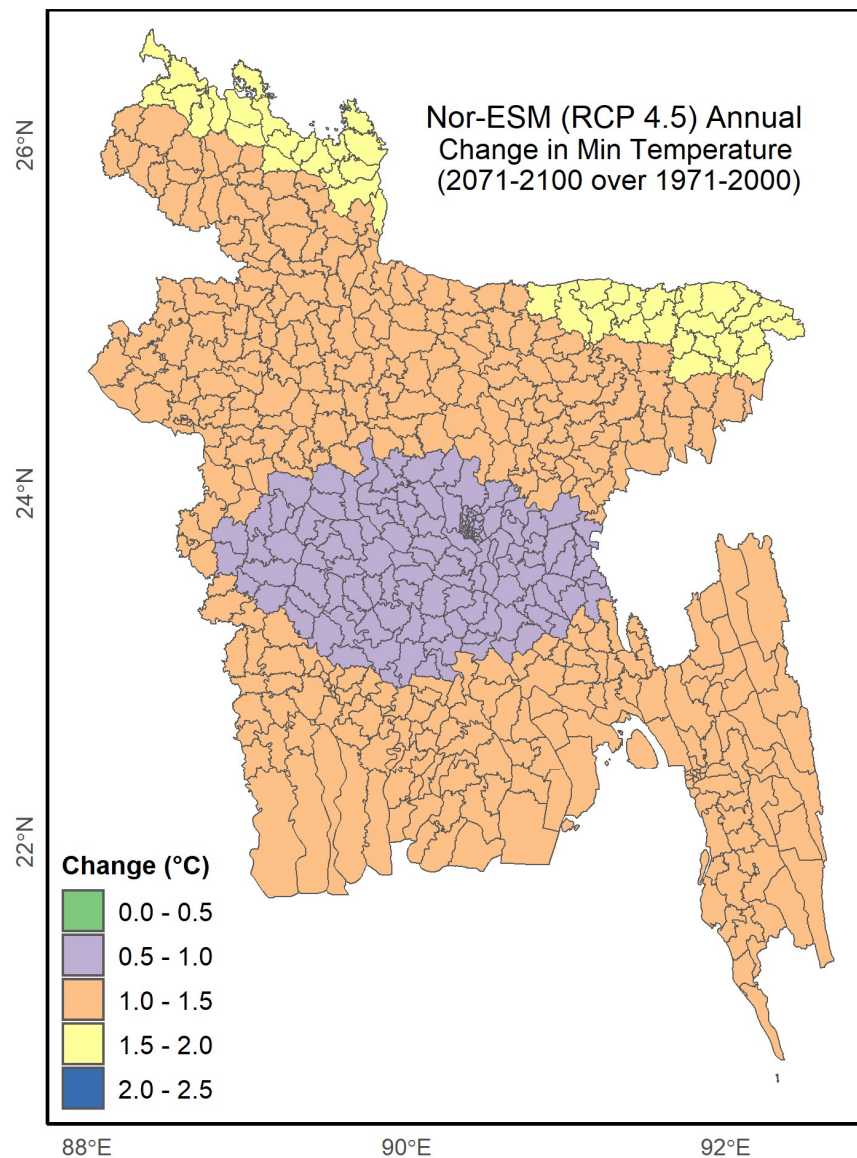 Nor-ESM (RCP 4.5) Annual
Change in Min Temperature
(2071-2100 over 1971-2000)
26°N
24°N
22°N
Change (°C)
0.0 - 0.5
0.5 - 1.0
1.0 - 1.5
1.5 - 2.0
2.0 - 2.5
88°E
90°E
92°E